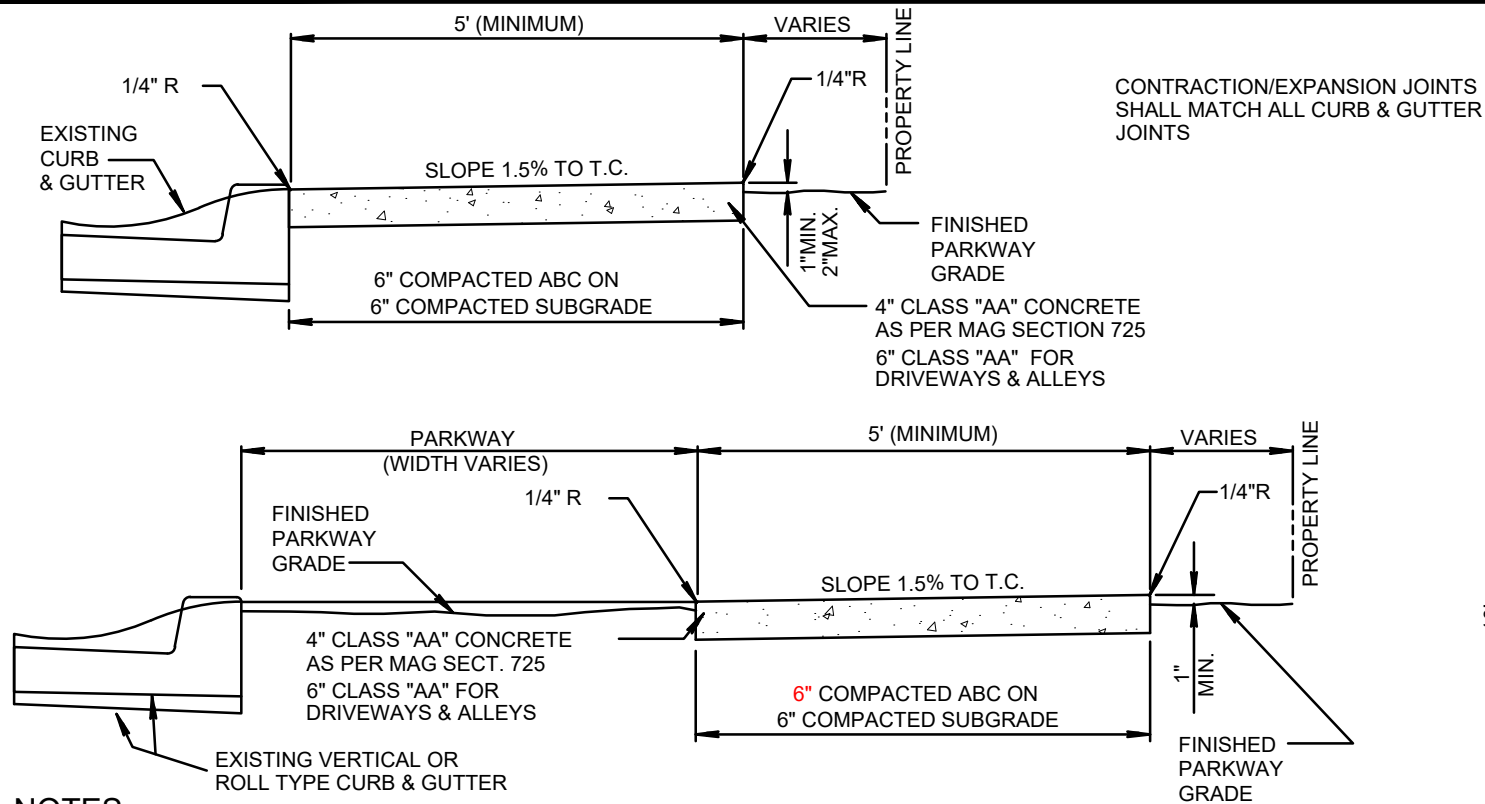 5' (MINIMUM)
VARIES
PROPERTY LINE
1/4" R
1/4"R
CONTRACTION/EXPANSION JOINTS
SHALL MATCH ALL CURB & GUTTER
JOINTS
EXISTING
CURB
& GUTTER
SLOPE 1.5% TO T.C.
1"MIN.
2"MAX.
FINISHED
PARKWAY
GRADE
6" COMPACTED ABC ON
6" COMPACTED SUBGRADE
4" CLASS "AA" CONCRETE
AS PER MAG SECTION 725
6" CLASS "AA" FOR
DRIVEWAYS & ALLEYS
PARKWAY
(WIDTH VARIES)
5' (MINIMUM)
VARIES
PROPERTY LINE
1/4" R
1/4"R
FINISHED
PARKWAY
GRADE
SLOPE 1.5% TO T.C.
4" CLASS "AA" CONCRETE
AS PER MAG SECT. 725
6" CLASS "AA" FOR
DRIVEWAYS & ALLEYS
1"
MIN.
6" COMPACTED ABC ON
6" COMPACTED SUBGRADE
EXISTING VERTICAL OR
ROLL TYPE CURB & GUTTER
FINISHED
PARKWAY
GRADE
NOTES